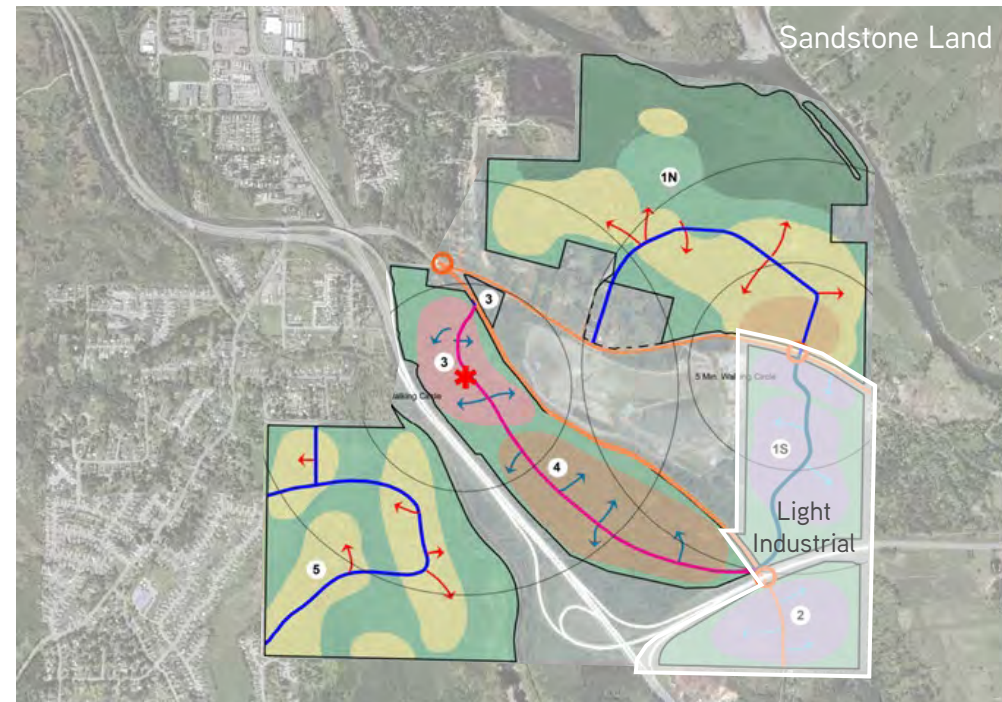 Sandstone Land
1N
3
3
5 Min. Walking Circle
Walking Circle
1S
4
Light
Industrial
5
2